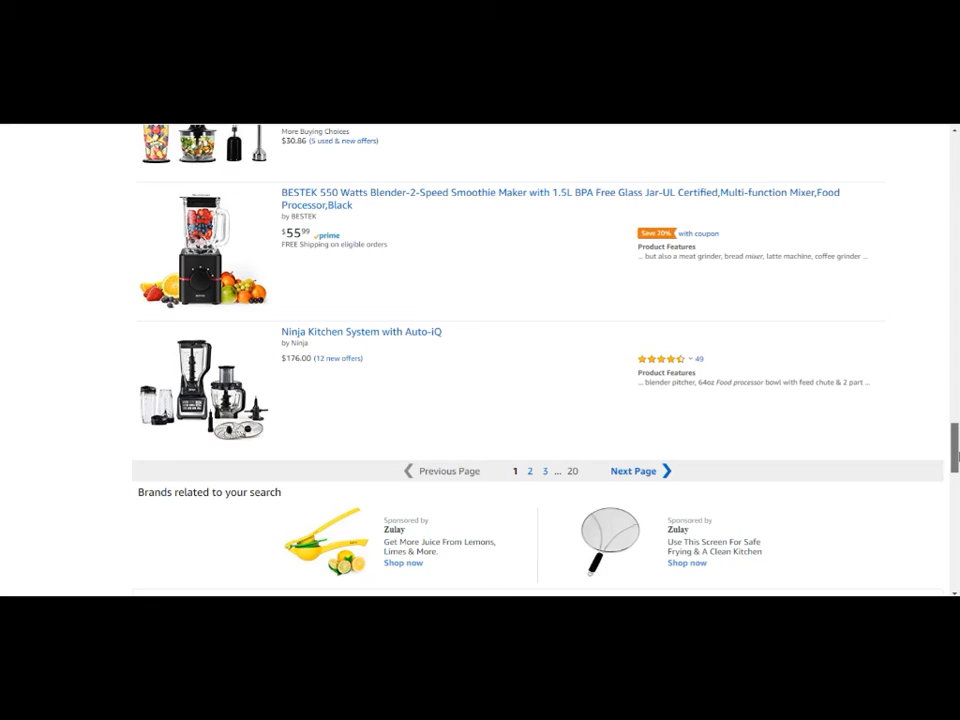 More Buying Choices
$30.86 (5 used & new offers)
BESTEK 550 Watts Blender-2-Speed Smoothie Maker with 1.5L BPA Free Glass Jar-UL Certified,Multi-function Mixer,Food
Processor,Black
by BESTEK
$55.99 prime
FREE Shipping on eligible orders
Save 20% with coupon
Product Features
... but also a meat grinder, bread mixer, latte machine, coffee grinder ...
Ninja Kitchen System with Auto-iQ
by Ninja
$176.00 (12 new offers)
49
Product Features
... blender pitcher, 64oz Food processor bowl with feed chute & 2 part ...
Previous Page 1 2 3 ... 20 Next Page
Brands related to your search
Sponsored by
Zulay
Get More Juice From Lemons,
Limes & More.
Shop now
Sponsored by
Zulay
Use This Screen For Safe
Frying & A Clean Kitchen
Shop now